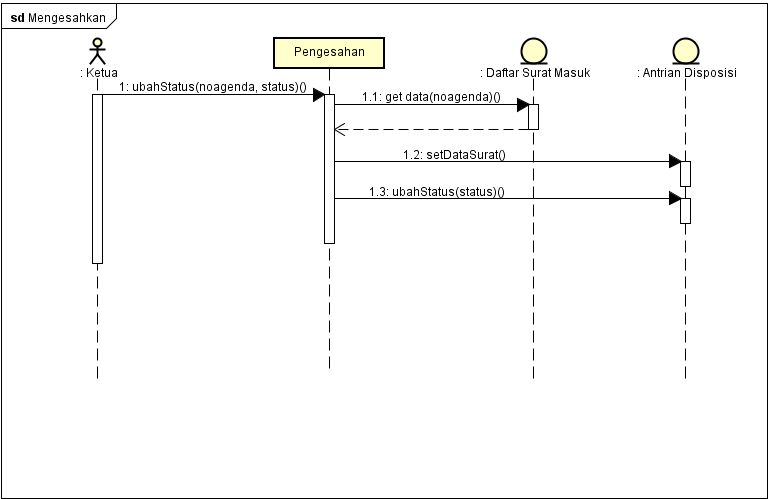 sd Mengesahkan
Pengesahan
: Ketua
: Daftar Surat Masuk
: Antrian Disposisi
1: ubahStatus(noagenda, status)()
1.1: get data(noagenda)()
1.2: setDataSurat()
1.3: ubahStatus(status)()